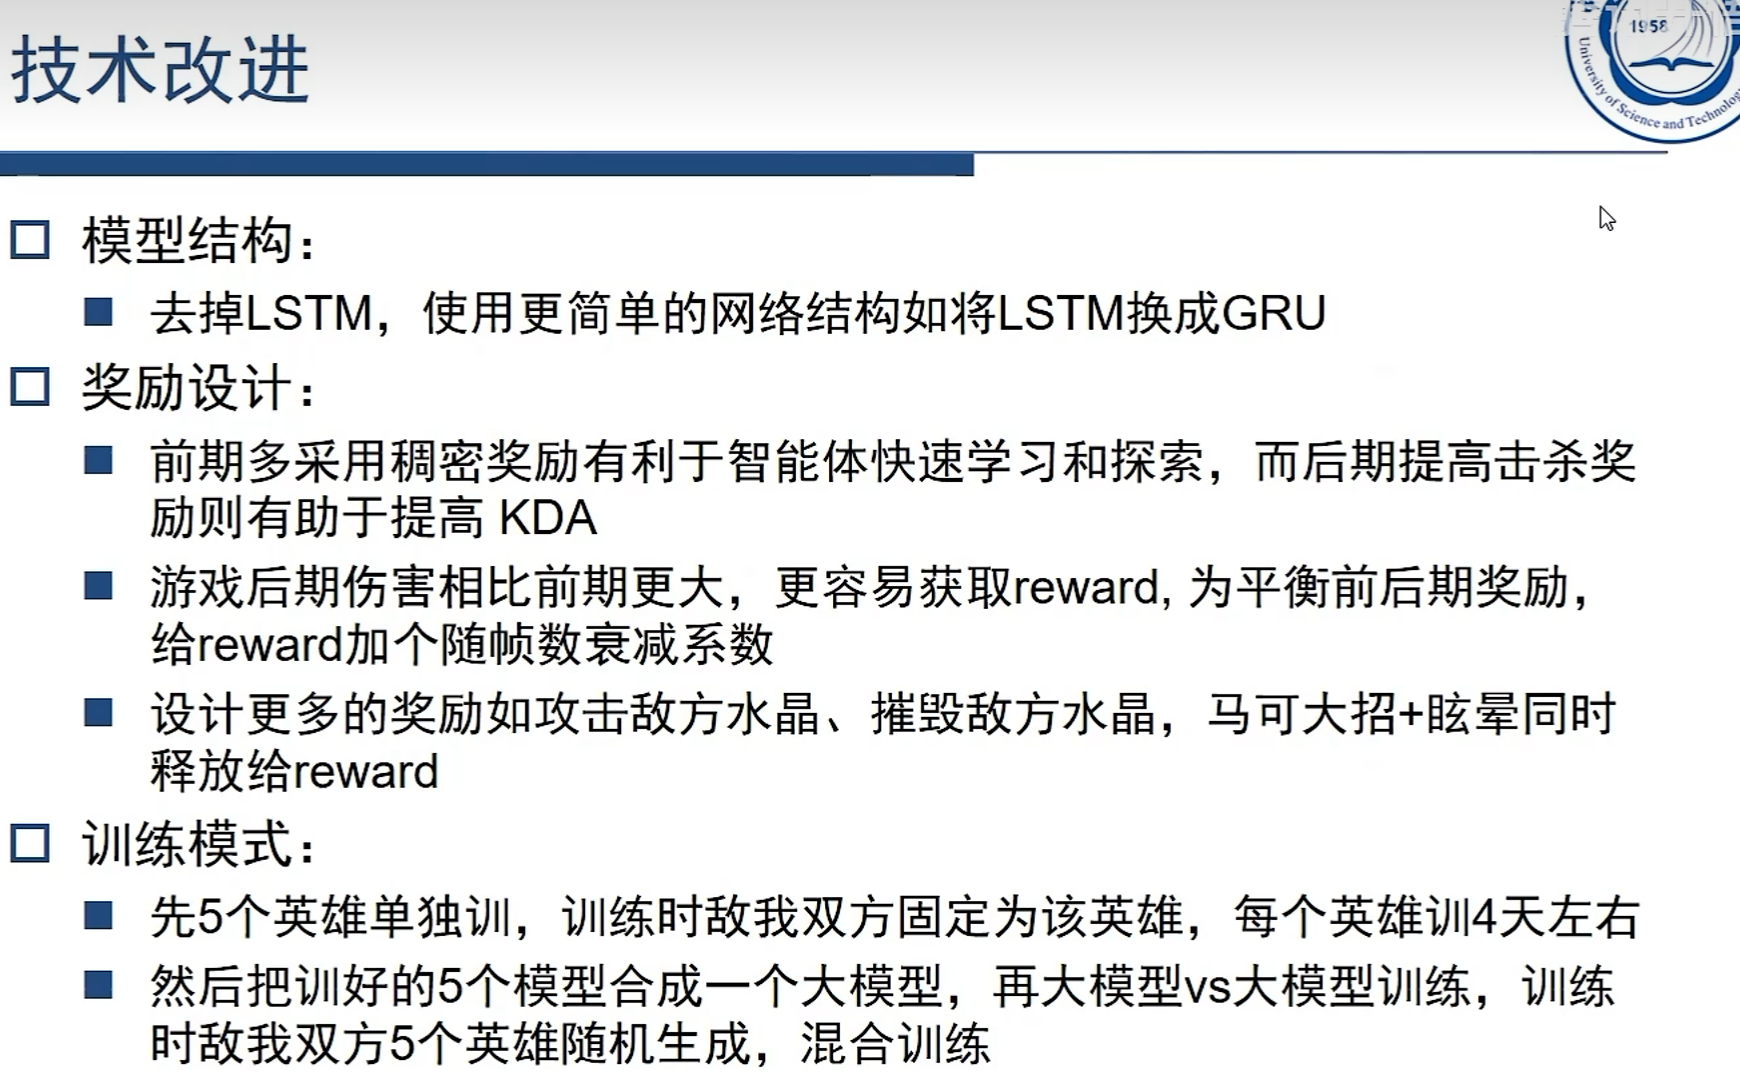 技术改进
1958
University of Science and Technology
模型结构：
去掉LSTM，使用更简单的网络结构如将LSTM换成GRU
奖励设计：
前期多采用稠密奖励有利于智能体快速学习和探索，而后期提高击杀奖
励则有助于提高 KDA
游戏后期伤害相比前期更大，更容易获取reward, 为平衡前后期奖励，
给reward加个随帧数衰减系数
设计更多的奖励如攻击敌方水晶、摧毁敌方水晶，马可大招+眩晕同时
释放给reward
训练模式：
先5个英雄单独训，训练时敌我双方固定为该英雄，每个英雄训4天左右
然后把训好的5个模型合成一个大模型，再大模型vs大模型训练，训练
时敌我双方5个英雄随机生成，混合训练